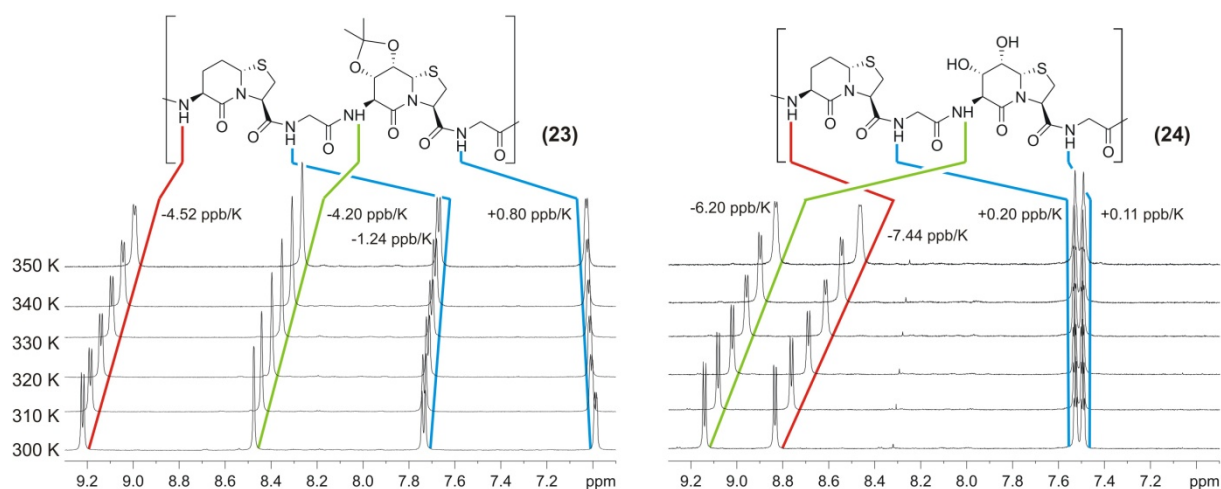 O O S OH HO S
S N S N
N H O N N H O N N H O O N H O O N H O O O N H O O N H O
(23) (24)
-4.52 ppb/K -4.20 ppb/K +0.80 ppb/K -6.20 ppb/K +0.20 ppb/K +0.11 ppb/K
-1.24 ppb/K -7.44 ppb/K
350 K
340 K
330 K
320 K
310 K
300 K
9.2 9.0 8.8 8.6 8.4 8.2 8.0 7.8 7.6 7.4 7.2 ppm
9.2 9.0 8.8 8.6 8.4 8.2 8.0 7.8 7.6 7.4 7.2 ppm